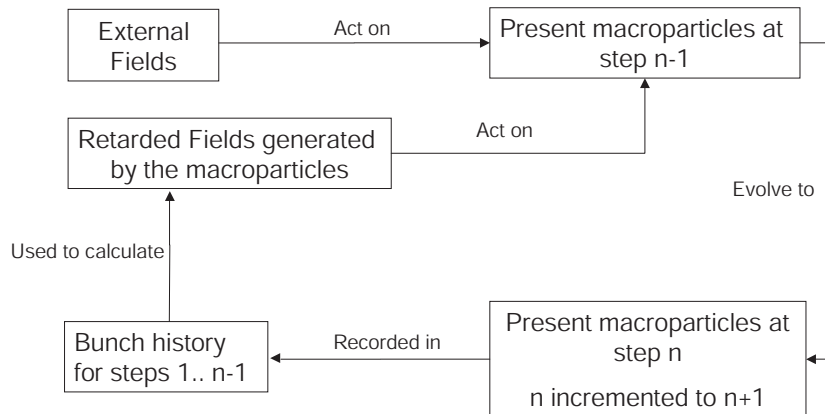 External
Fields
Act on
Present macroparticles at
step n-1
Retarded Fields generated
by the macroparticles
Act on
Evolve to
Used to calculate
Bunch history
for steps 1.. n-1
Recorded in
Present macroparticles at
step n
n incremented to n+1